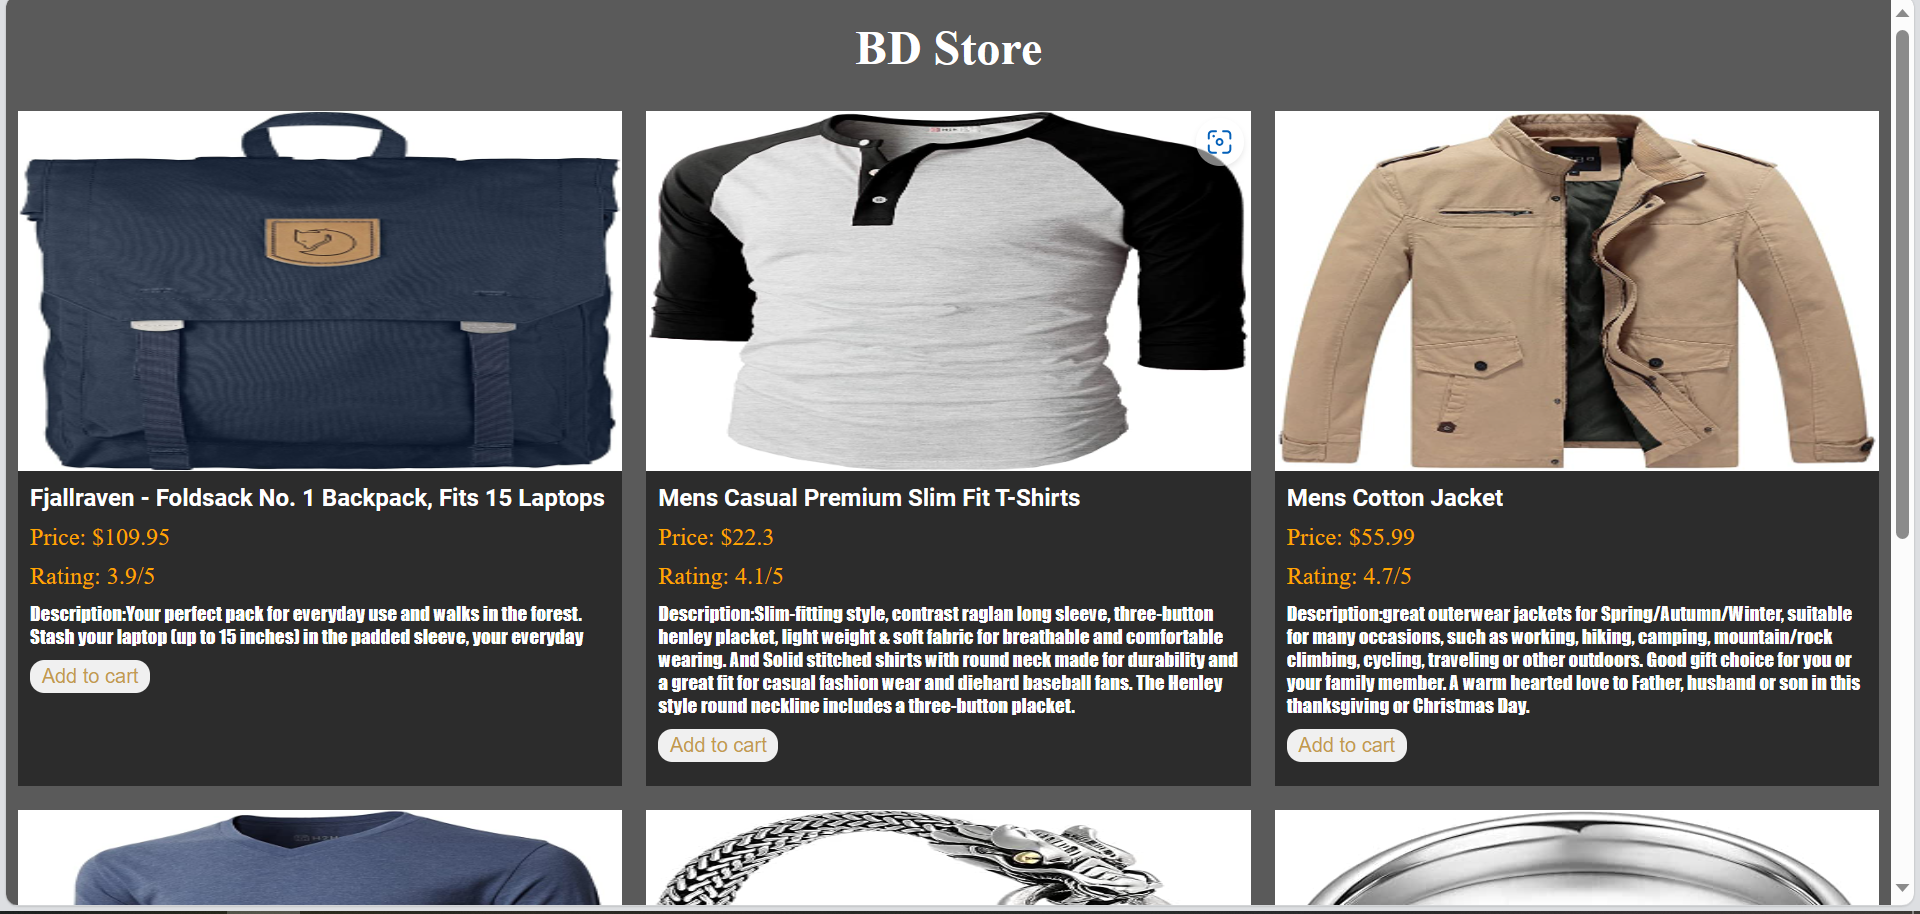 BD Store
Fjallraven - Foldsack No. 1 Backpack, Fits 15 Laptops
Price: $109.95
Rating: 3.9/5
Description:Your perfect pack for everyday use and walks in the forest.
Stash your laptop (up to 15 inches) in the padded sleeve, your everyday
Add to cart
Mens Casual Premium Slim Fit T-Shirts
Price: $22.3
Rating: 4.1/5
Description:Slim-fitting style, contrast raglan long sleeve, three-button
henley placket, light weight & soft fabric for breathable and comfortable
wearing. And Solid stitched shirts with round neck made for durability and
a great fit for casual fashion wear and diehard baseball fans. The Henley
style round neckline includes a three-button placket.
Add to cart
Mens Cotton Jacket
Price: $55.99
Rating: 4.7/5
Description:great outerwear jackets for Spring/Autumn/Winter, suitable
for many occasions, such as working, hiking, camping, mountain/rock
climbing, cycling, traveling or other outdoors. Good gift choice for you or
your family member. A warm hearted love to Father, husband or son in this
thanksgiving or Christmas Day.
Add to cart